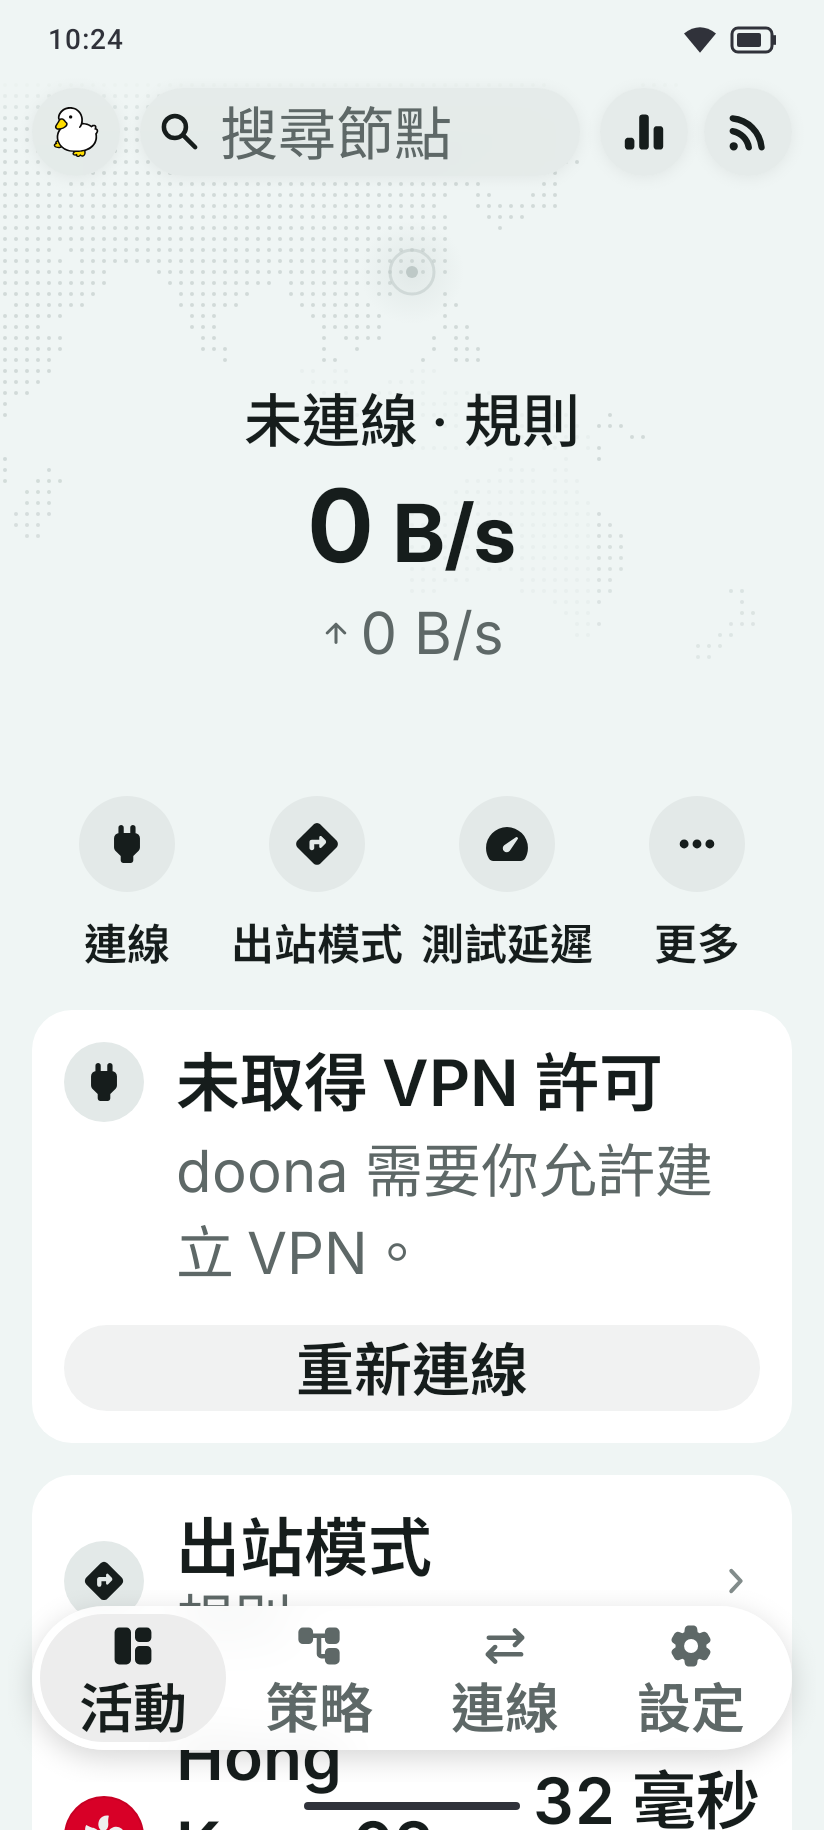 10:24
搜尋節點
未連線 · 規則
0 B/s
↑0 B/s
連線
出站模式
測試延遲
更多
未取得 VPN 許可
doona 需要你允許建
立 VPN。
重新連線
出站模式
規則
活動
策略
連線
設定
Hong
32 毫秒